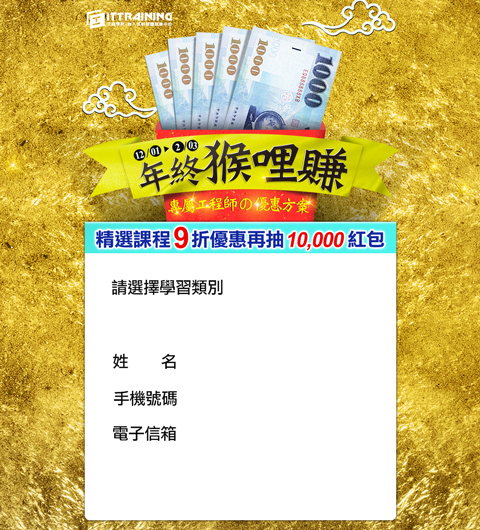 ITTRAINING
1000
1000
1000
1000
1000
1000
12/01 ▸ 2/03
年終猴哩賺
專屬工程師の優惠方案
精選課程9折優惠再抽10,000紅包
請選擇學習類別
姓　　名
手機號碼
電子信箱